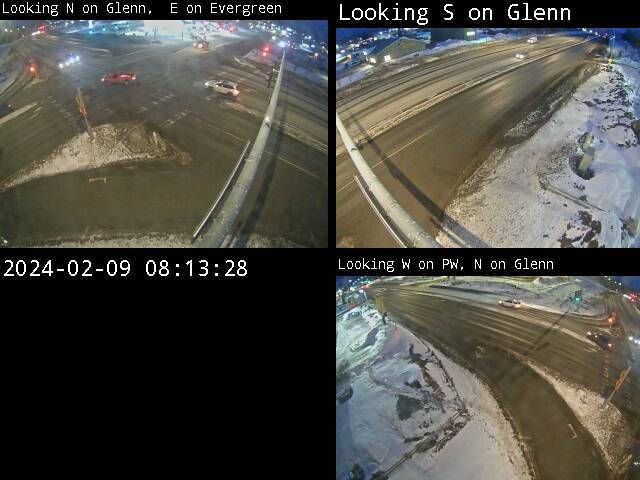 Looking N on Glenn,  E on Evergreen
Looking S on Glenn
2024-02-09 08:13:28
Looking W on PW, N on Glenn